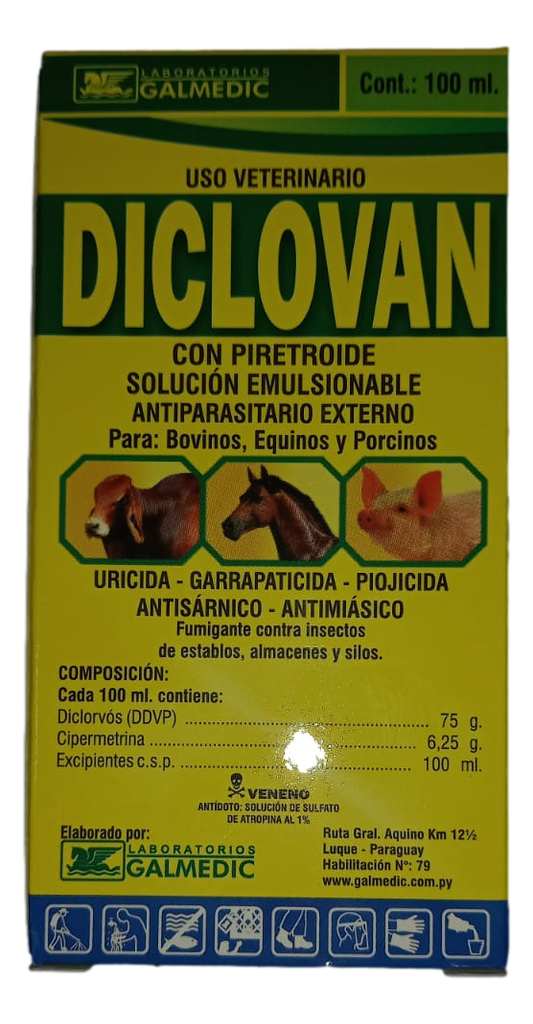 LABORATORIOS
GALMEDIC
Cont.: 100 ml.
USO VETERINARIO
DICLOVAN
CON PIRETROIDE
SOLUCIÓN EMULSIONABLE
ANTIPARASITARIO EXTERNO
Para: Bovinos, Equinos y Porcinos
URICIDA - GARRAPATICIDA - PIOJICIDA
ANTISÁRNICO - ANTIMIÁSICO
Fumigante contra insectos
de establos, almacenes y silos.
COMPOSICIÓN:
Cada 100 ml. contiene:
Diclorvós (DDVP) ........................................ 75 g.
Cipermetrina ............................................... 6,25 g.
Excipientes c.s.p. ........................................ 100 ml.
VENENO
ANTÍDOTO: SOLUCIÓN DE SULFATO
DE ATROPINA AL 1%
Elaborado por:
LABORATORIOS
GALMEDIC
Ruta Gral. Aquino Km 12½
Luque - Paraguay
Habilitación N°: 79
www.galmedic.com.py